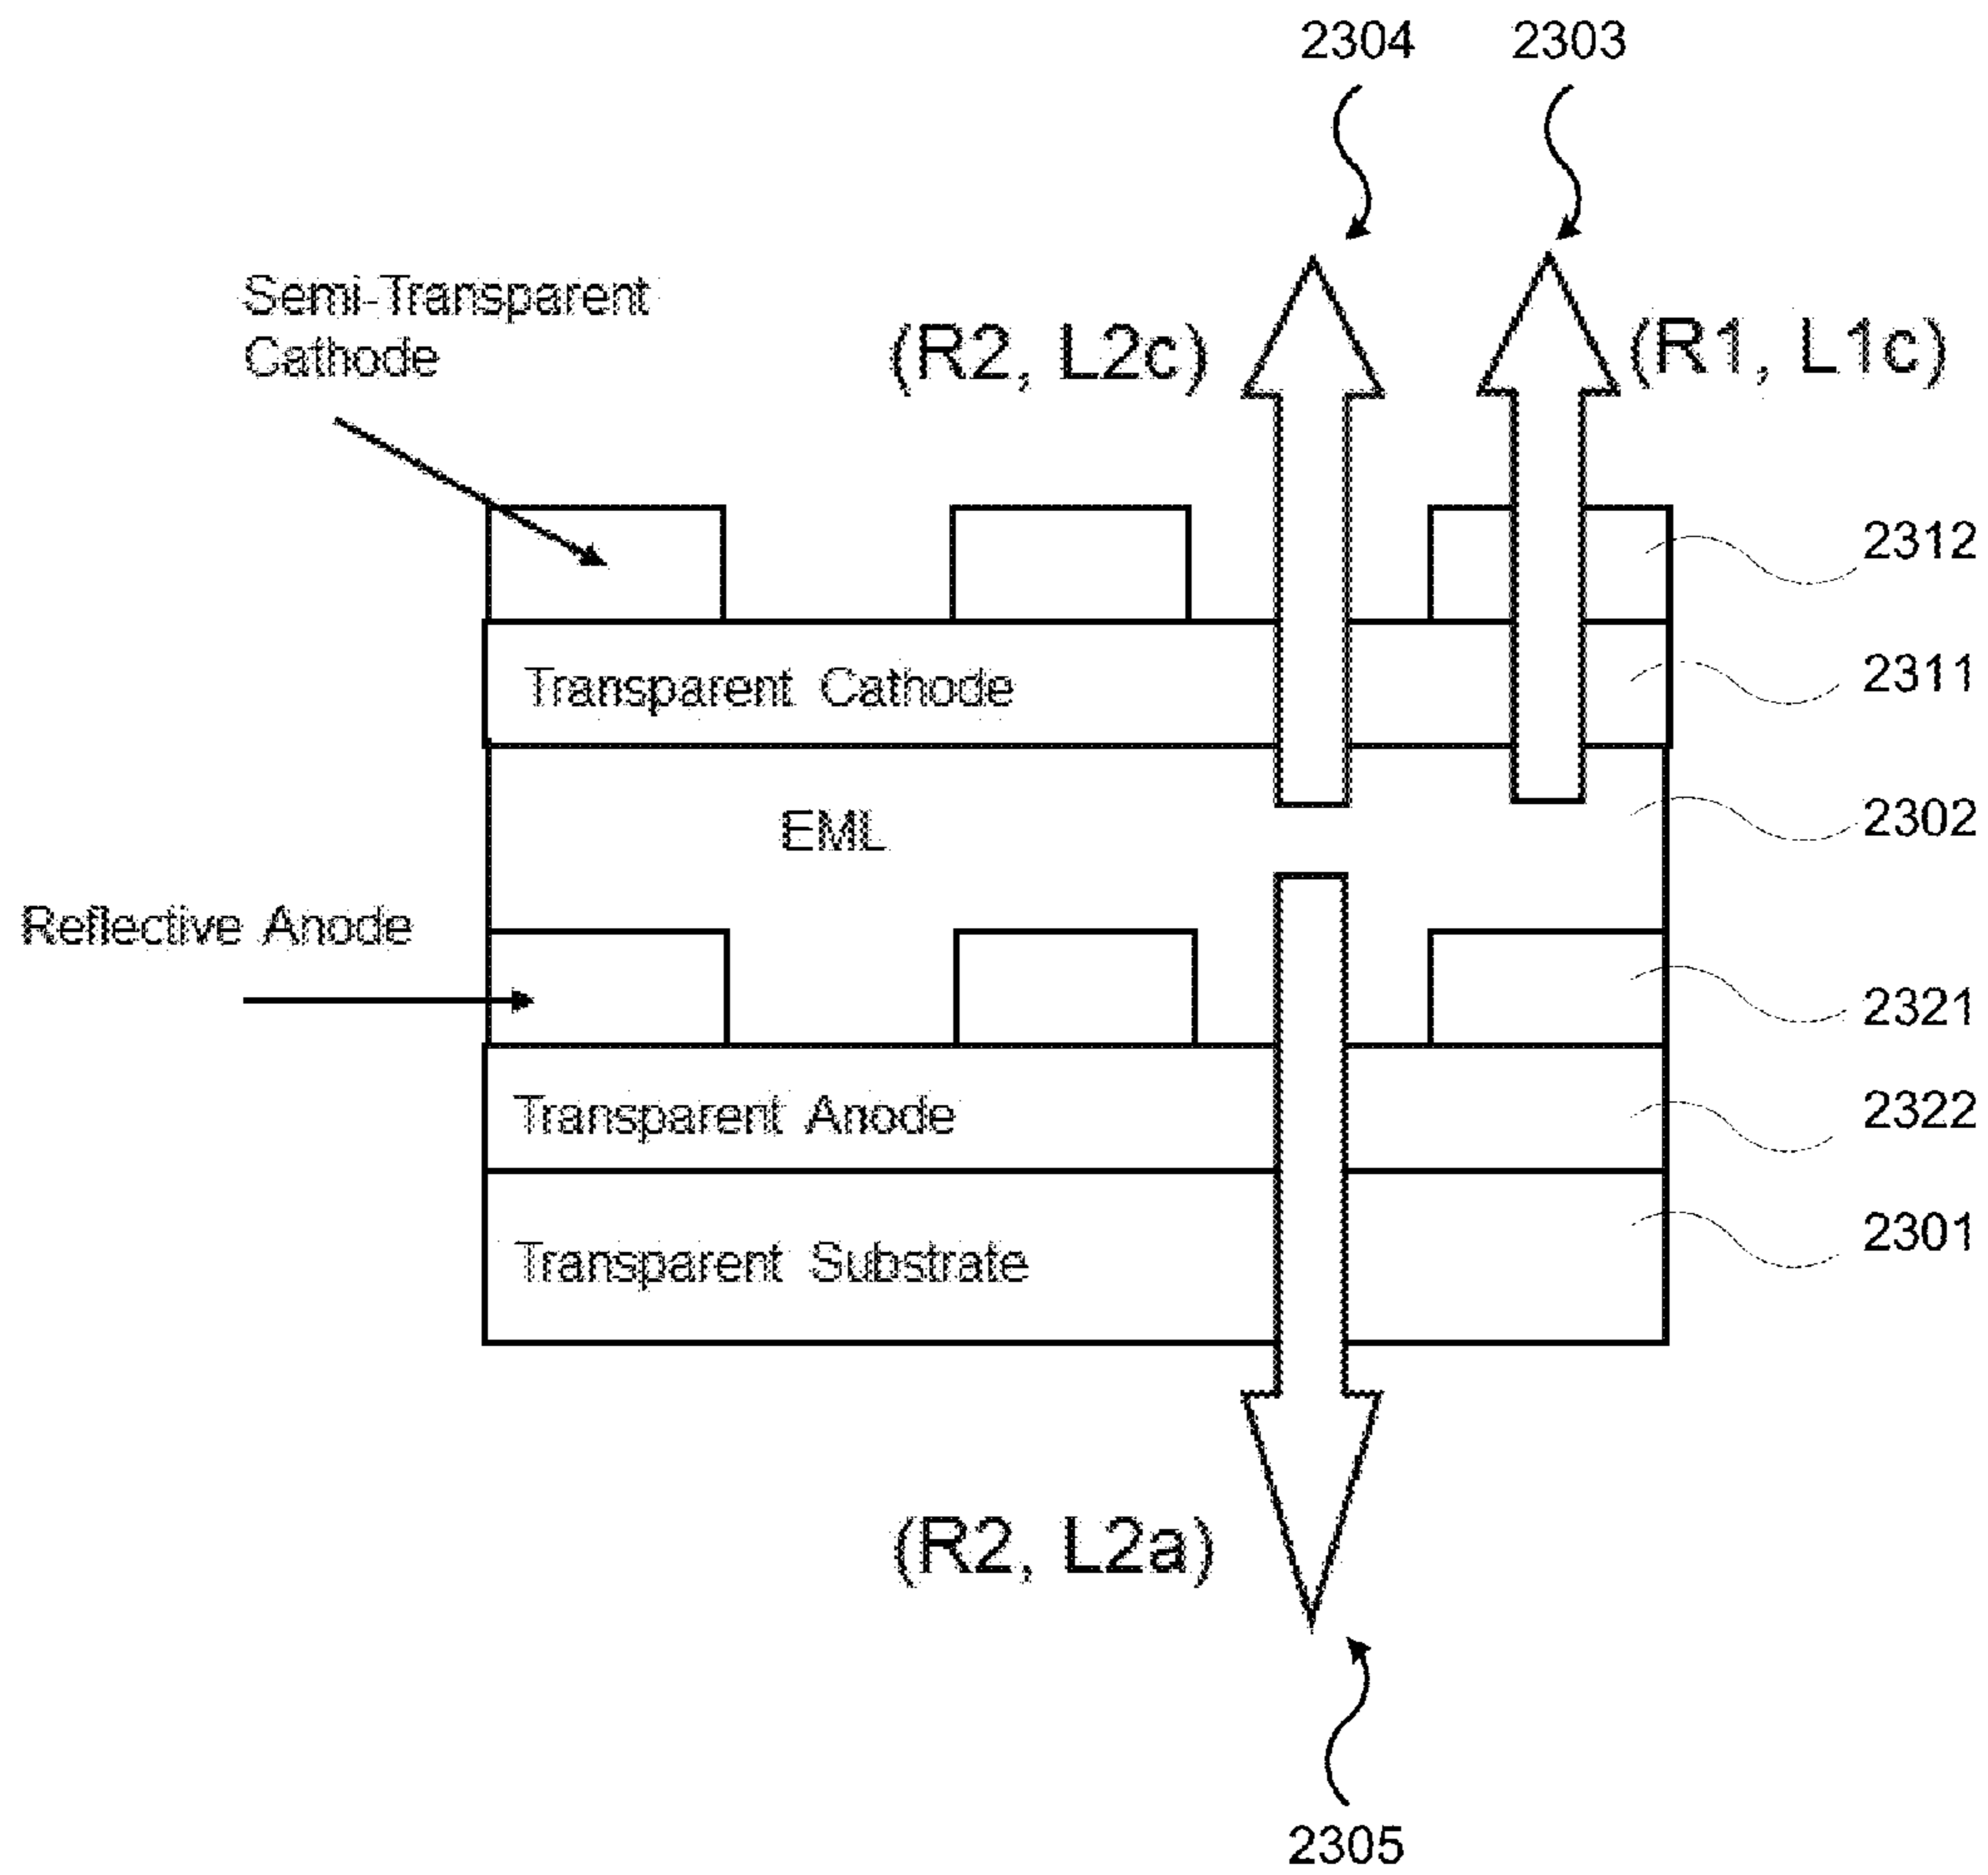 2304 2303
Semi-Transparent
Cathode
(R2, L2c) (R1, L1c)
2312
Transparent Cathode 2311
EML 2302
Reflective Anode
2321
Transparent Anode 2322
Transparent Substrate 2301
(R2, L2a)
2305